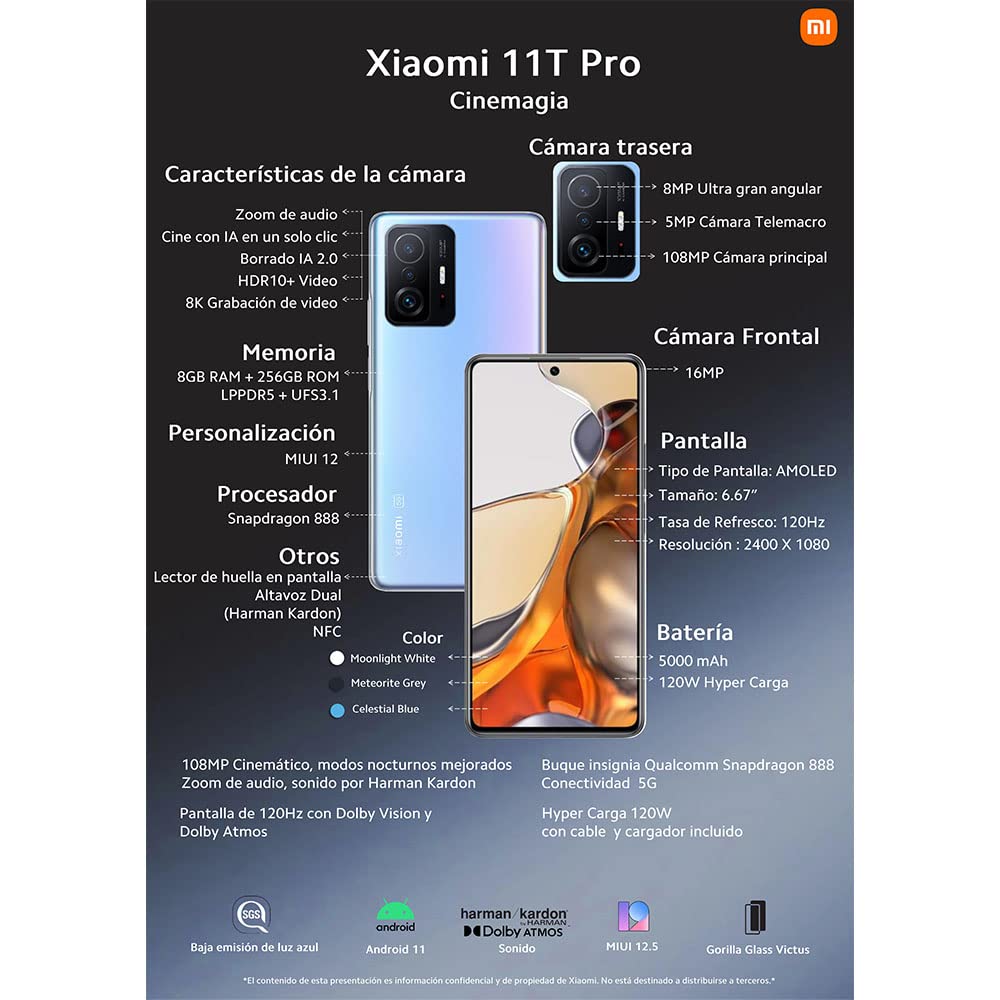 mi
Xiaomi 11T Pro
Cinemagia
Cámara trasera
8MP Ultra gran angular
5MP Cámara Telemacro
108MP Cámara principal
Características de la cámara
Zoom de audio
Cine con IA en un solo clic
Borrado IA 2.0
HDR10+ Video
8K Grabación de video
Cámara Frontal
16MP
Memoria
8GB RAM + 256GB ROM
LPPDR5 + UFS3.1
Personalización
MIUI 12
Procesador
Snapdragon 888
Otros
Lector de huella en pantalla
Altavoz Dual
(Harman Kardon)
NFC
xiaomi 5G
Pantalla
Tipo de Pantalla: AMOLED
Tamaño: 6.67”
Tasa de Refresco: 120Hz
Resolución : 2400 X 1080
Color
Moonlight White
Meteorite Grey
Celestial Blue
Batería
5000 mAh
120W Hyper Carga
108MP Cinemático, modos nocturnos mejorados
Zoom de audio, sonido por Harman Kardon
Pantalla de 120Hz con Dolby Vision y
Dolby Atmos
Buque insignia Qualcomm Snapdragon 888
Conectividad 5G
Hyper Carga 120W
con cable y cargador incluido
SGS
Baja emisión de luz azul
android
Android 11
harman/kardon
by HARMAN
Dolby ATMOS
Sonido
MIUI 12.5
Gorilla Glass Victus
*El contenido de esta presentación es información confidencial y de propiedad de Xiaomi. No está destinado a distribuirse a terceros.*